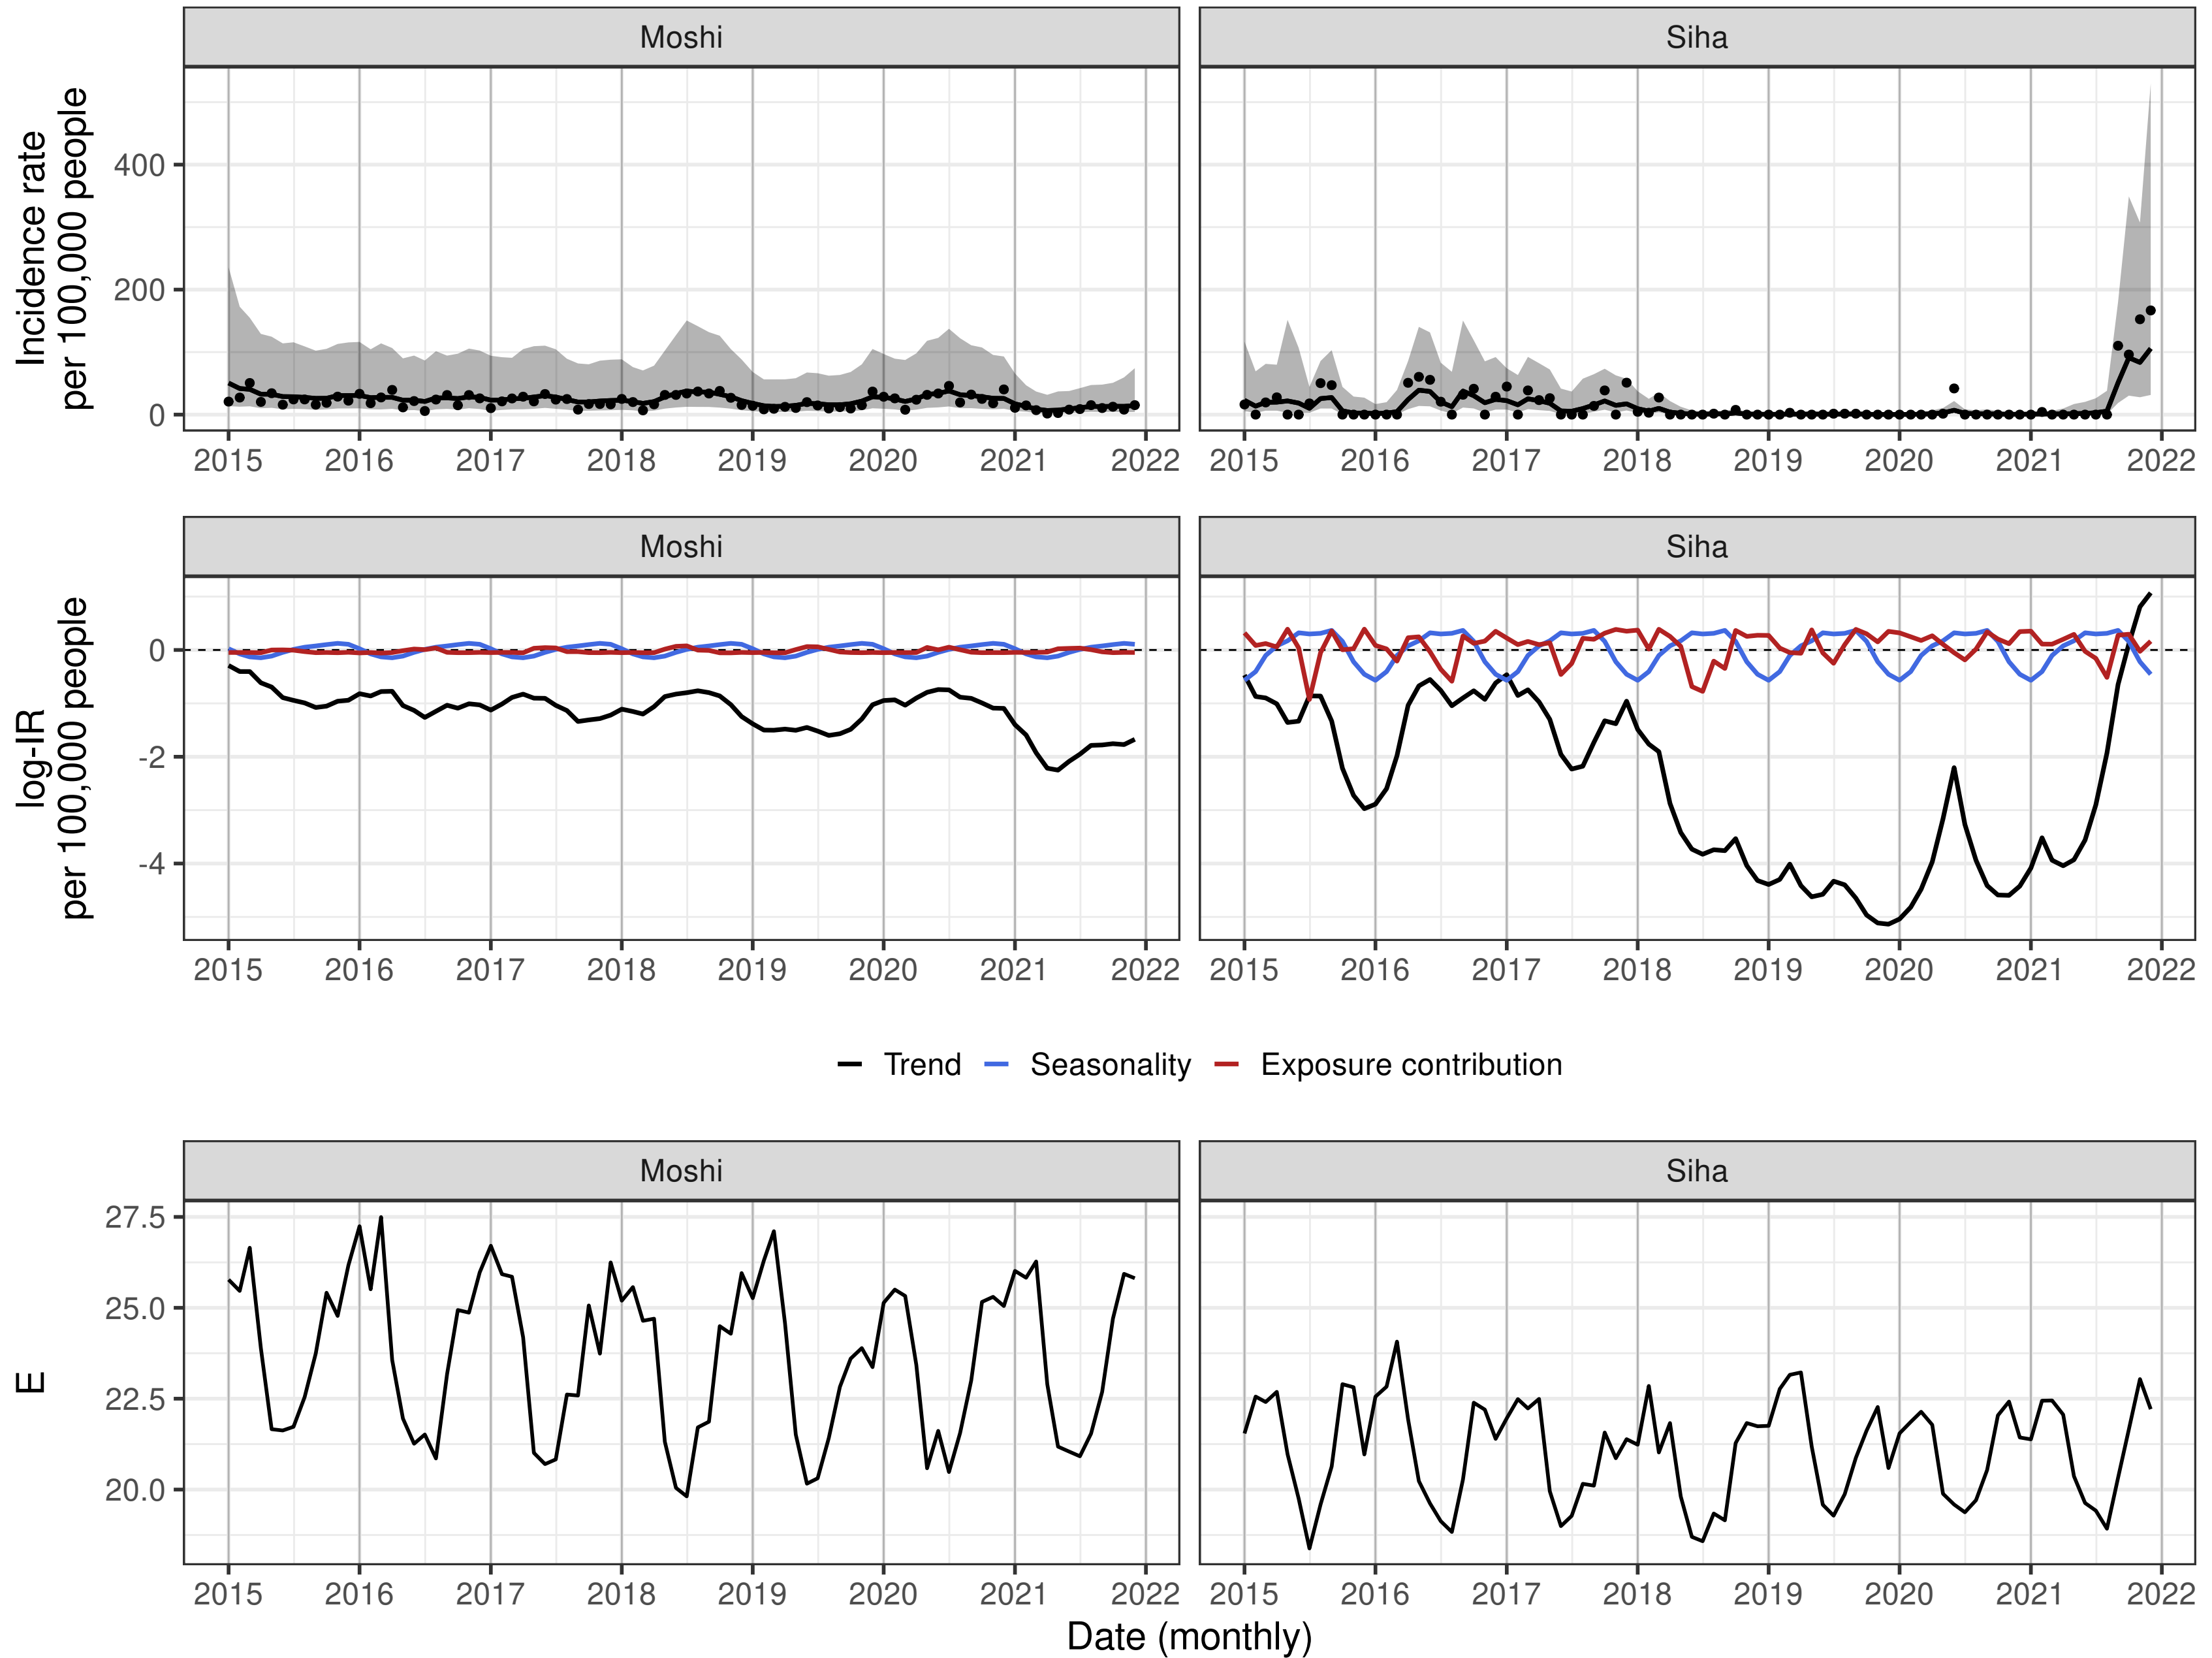 Moshi
Siha
Incidence rate
per 100,000 people
400
200
0
2015 2016 2017 2018 2019 2020 2021 2022
2015 2016 2017 2018 2019 2020 2021 2022
Moshi
Siha
log-IR
per 100,000 people
0
-2
-4
2015 2016 2017 2018 2019 2020 2021 2022
2015 2016 2017 2018 2019 2020 2021 2022
Trend Seasonality Exposure contribution
Moshi
Siha
E
27.5
25.0
22.5
20.0
2015 2016 2017 2018 2019 2020 2021 2022
2015 2016 2017 2018 2019 2020 2021 2022
Date (monthly)